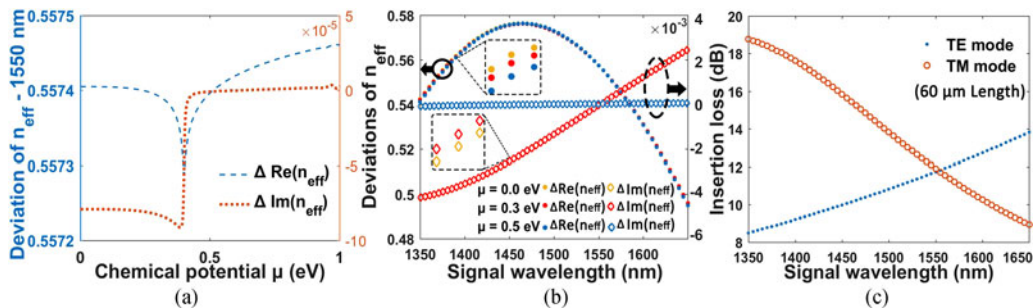 (a)
Deviation of n_eff - 1550 nm
0.5575
0.5574
0.5573
0.5572
×10⁻⁵
5
0
-5
-10
Δ Re(n_eff)
Δ Im(n_eff)
0
0.5
1
Chemical potential μ (eV)
(a)
(b)
Deviations of n_eff
0.58
0.56
0.54
0.52
0.5
0.48
×10⁻³
4
2
0
-2
-4
-6
μ = 0.0 eV ΔRe(n_eff) Δ Im(n_eff)
μ = 0.3 eV ΔRe(n_eff) Δ Im(n_eff)
μ = 0.5 eV ΔRe(n_eff) Δ Im(n_eff)
1350 1400 1450 1500 1550 1600
Signal wavelength (nm)
(b)
(c)
Insertion loss (dB)
20
18
16
14
12
10
8
TE mode
TM mode
(60 μm Length)
1350 1400 1450 1500 1550 1600 1650
Signal wavelength (nm)
(c)